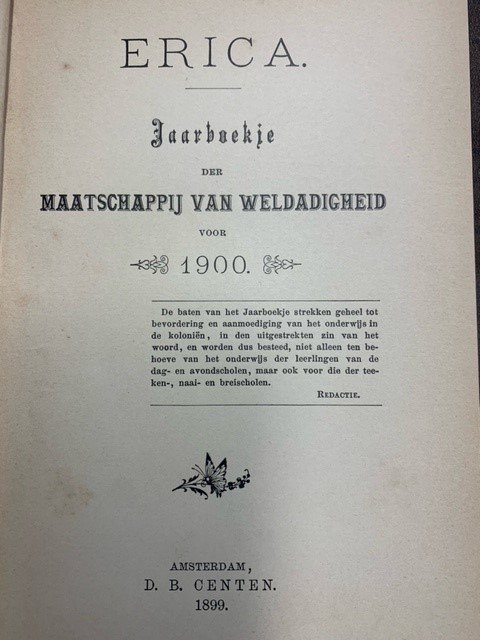 ERICA.
Jaarboekje
DER
MAATSCHAPPIJ VAN WELDADIGHEID
VOOR
1900.
De baten van het Jaarboekje strekken geheel tot
bevordering en aanmoediging van het onderwijs in
de koloniën, in den uitgestrekten zin van het
woord, en worden dus besteed, niet alleen ten be-
hoeve van het onderwijs der leerlingen van de
dag- en avondscholen, maar ook voor die der tee-
ken-, naai- en breischolen.
REDACTIE.
AMSTERDAM,
D. B. CENTEN.
1899.